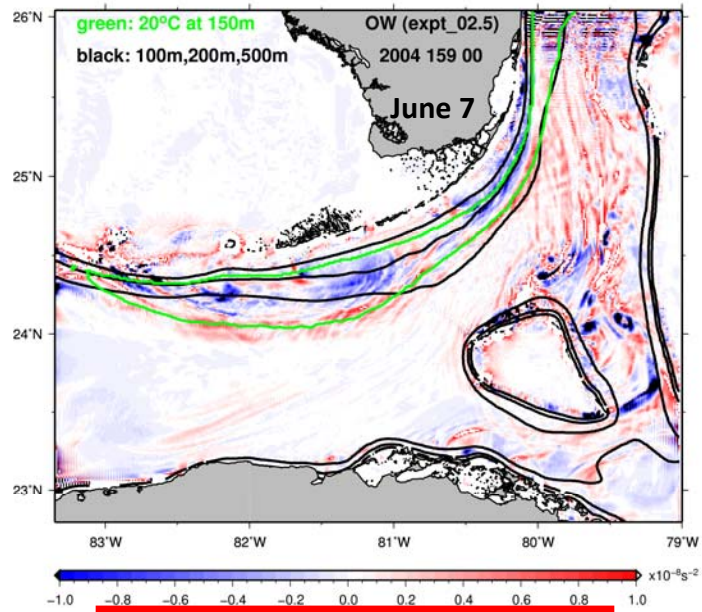 green: 20°C at 150m
OW (expt_02.5)
black: 100m,200m,500m
2004 159 00
June 7
26°N
25°N
24°N
23°N
83°W
82°W
81°W
80°W
79°W
x10⁻⁸s⁻²
−1.0 −0.8 −0.6 −0.4 −0.2 0.0 0.2 0.4 0.6 0.8 1.0